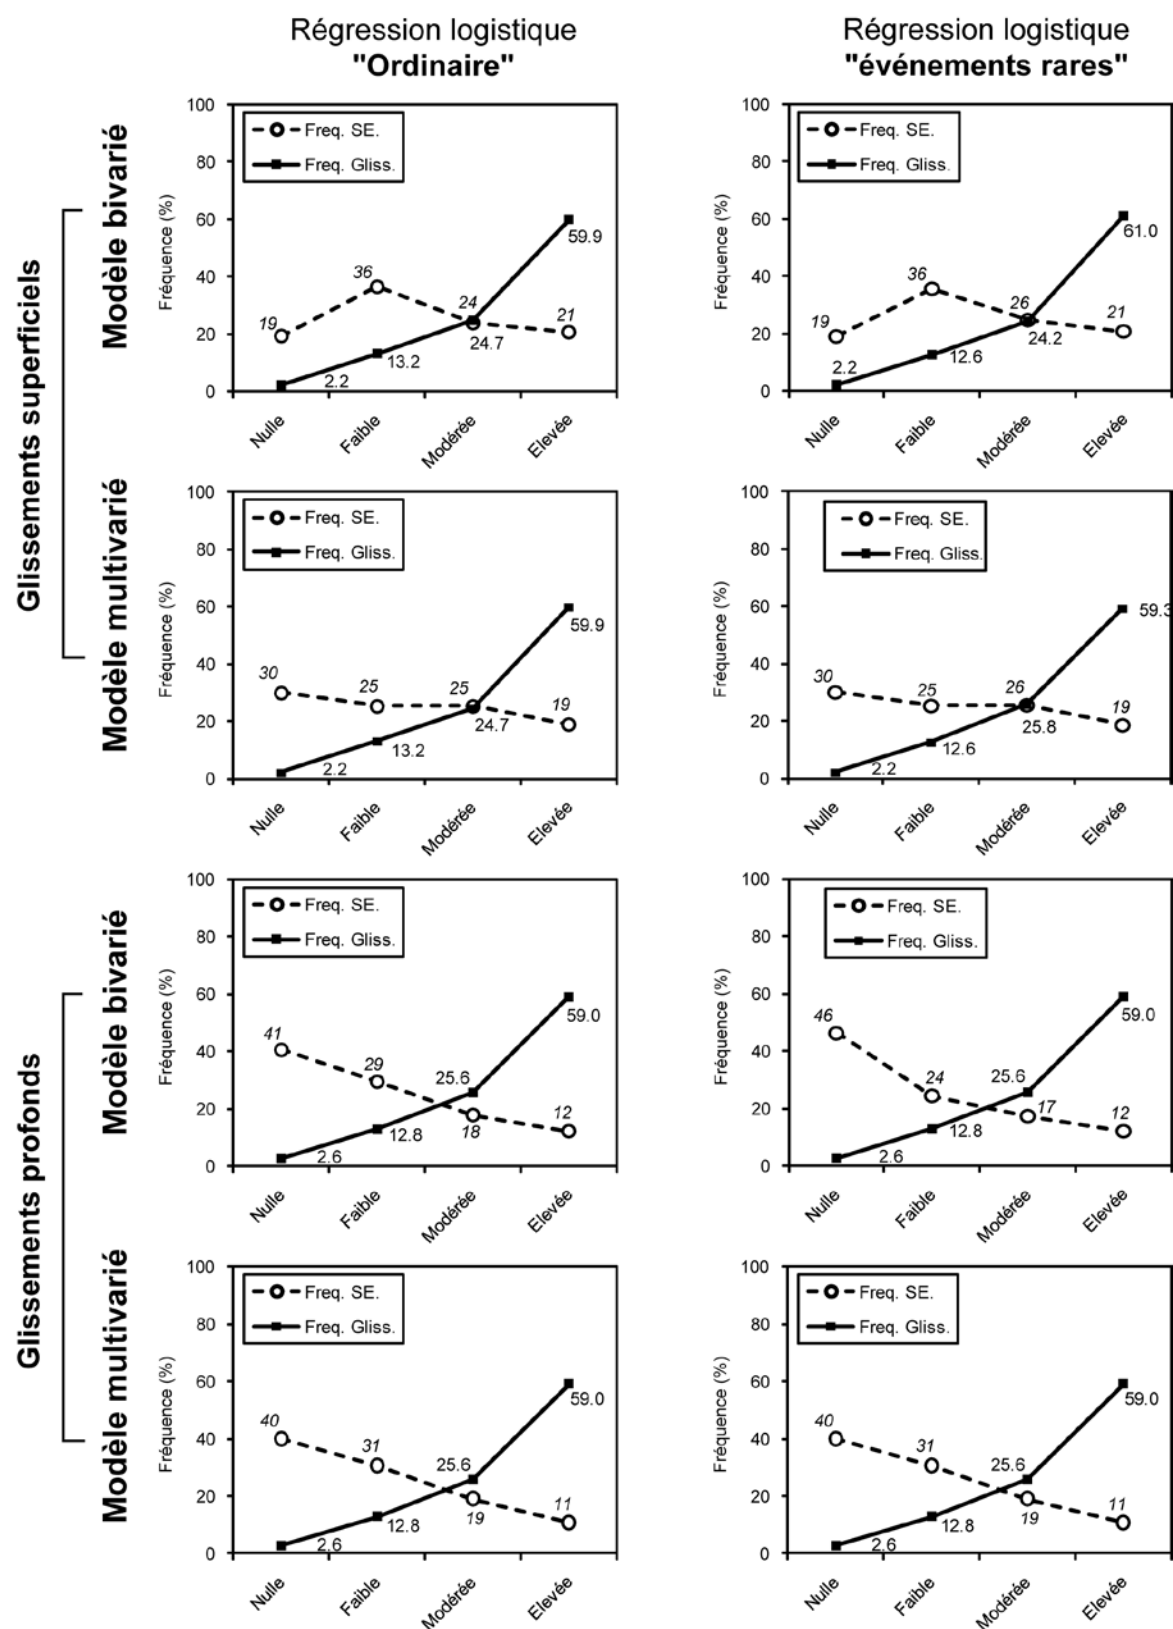 Régression logistique
"Ordinaire"
Régression logistique
"événements rares"
Glissements superficiels
Modèle bivarié
Fréquence (%)
100
80
60
40
20
0
Freq. SE.
Freq. Gliss.
19
36
24
21
2.2
13.2
24.7
59.9
Nulle
Faible
Modérée
Elevée
Fréquence (%)
100
80
60
40
20
0
Freq. SE.
Freq. Gliss.
19
36
26
21
2.2
12.6
24.2
61.0
Nulle
Faible
Modérée
Elevée
Modèle multivarié
Fréquence (%)
100
80
60
40
20
0
Freq. SE.
Freq. Gliss.
30
25
25
19
2.2
13.2
24.7
59.9
Nulle
Faible
Modérée
Elevée
Fréquence (%)
100
80
60
40
20
0
Freq. SE.
Freq. Gliss.
30
25
26
19
2.2
12.6
25.8
59.3
Nulle
Faible
Modérée
Elevée
Glissements profonds
Modèle bivarié
Fréquence (%)
100
80
60
40
20
0
Freq. SE.
Freq. Gliss.
41
29
18
12
2.6
12.8
25.6
59.0
Nulle
Faible
Modérée
Elevée
Fréquence (%)
100
80
60
40
20
0
Freq. SE.
Freq. Gliss.
46
24
17
12
2.6
12.8
25.6
59.0
Nulle
Faible
Modérée
Elevée
Modèle multivarié
Fréquence (%)
100
80
60
40
20
0
Freq. SE.
Freq. Gliss.
40
31
19
11
2.6
12.8
25.6
59.0
Nulle
Faible
Modérée
Elevée
Fréquence (%)
100
80
60
40
20
0
Freq. SE.
Freq. Gliss.
40
31
19
11
2.6
12.8
25.6
59.0
Nulle
Faible
Modérée
Elevée